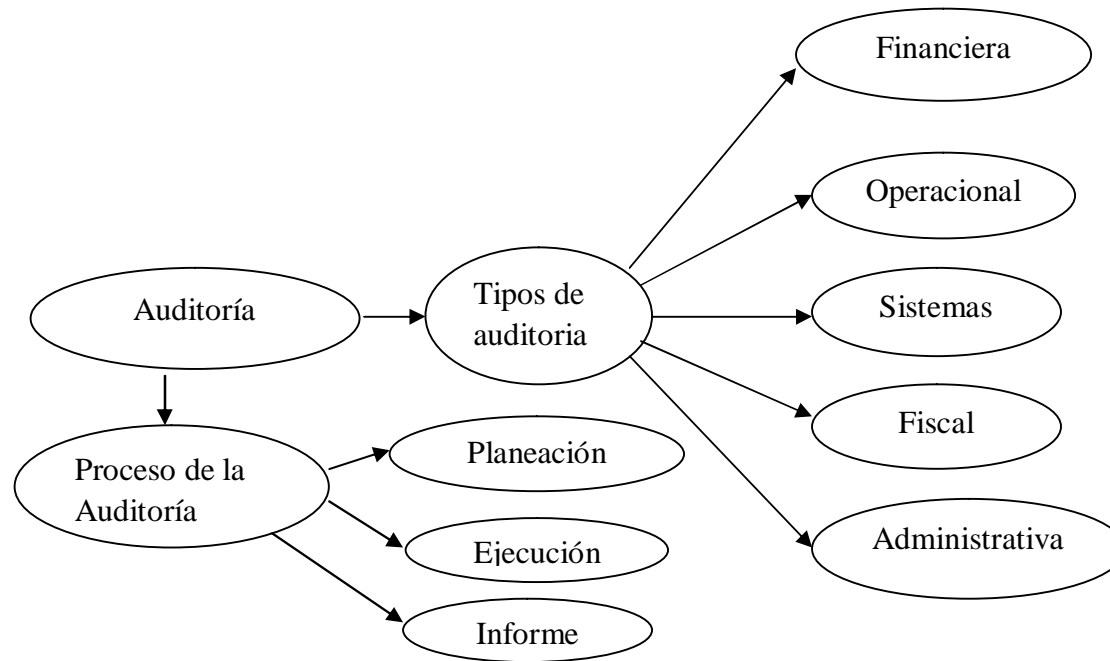 Financiera
Operacional
Auditoría
Tipos de
auditoria
Sistemas
Fiscal
Administrativa
Proceso de la
Auditoría
Planeación
Ejecución
Informe